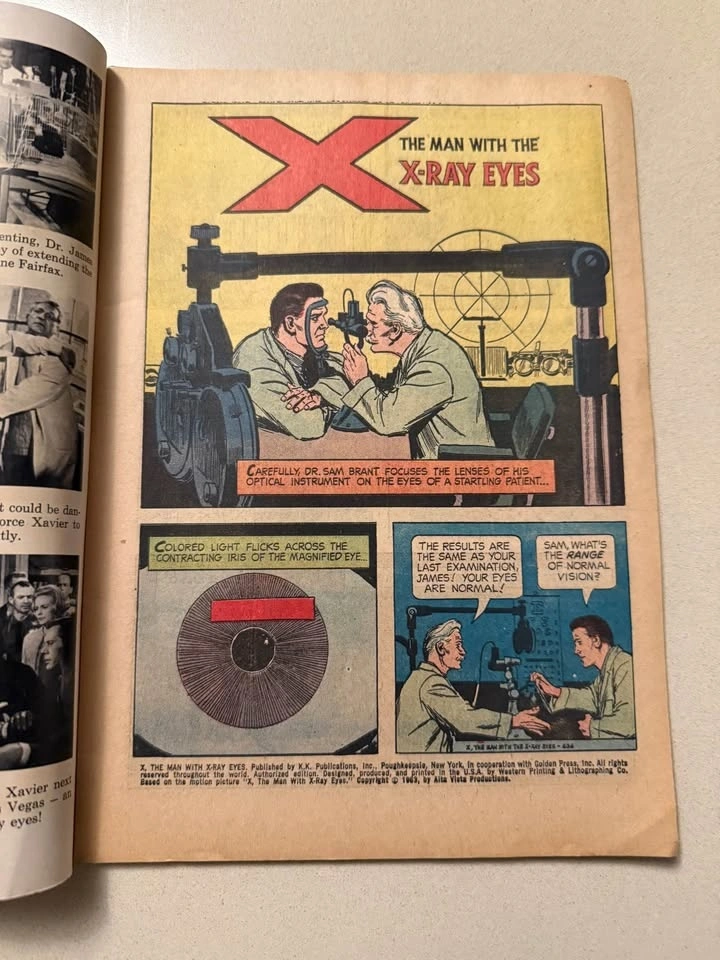 enting, Dr. James
y of extending the
ne Fairfax.
t could be dan-
orce Xavier to
tly.
Xavier next
Vegas — an
y eyes!
X
THE MAN WITH THE
X-RAY EYES
CAREFULLY, DR. SAM BRANT FOCUSES THE LENSES OF HIS
OPTICAL INSTRUMENT ON THE EYES OF A STARTLING PATIENT...
COLORED LIGHT FLICKS ACROSS THE
CONTRACTING IRIS OF THE MAGNIFIED EYE...
THE RESULTS ARE
THE SAME AS YOUR
LAST EXAMINATION,
JAMES! YOUR EYES
ARE NORMAL!
SAM, WHAT'S
THE RANGE
OF NORMAL
VISION?
X, THE MAN WITH THE X-RAY EYES
X, THE MAN WITH X-RAY EYES. Published by K.K. Publications, Inc., Poughkeepsie, New York, in cooperation with Golden Press, Inc. All rights
reserved throughout the world. Authorized edition. Designed, produced, and printed in the U.S.A. by Western Printing & Lithographing Co.
Based on the motion picture "X, The Man With X-Ray Eyes." Copyright © 1963, by Alta Vista Productions.